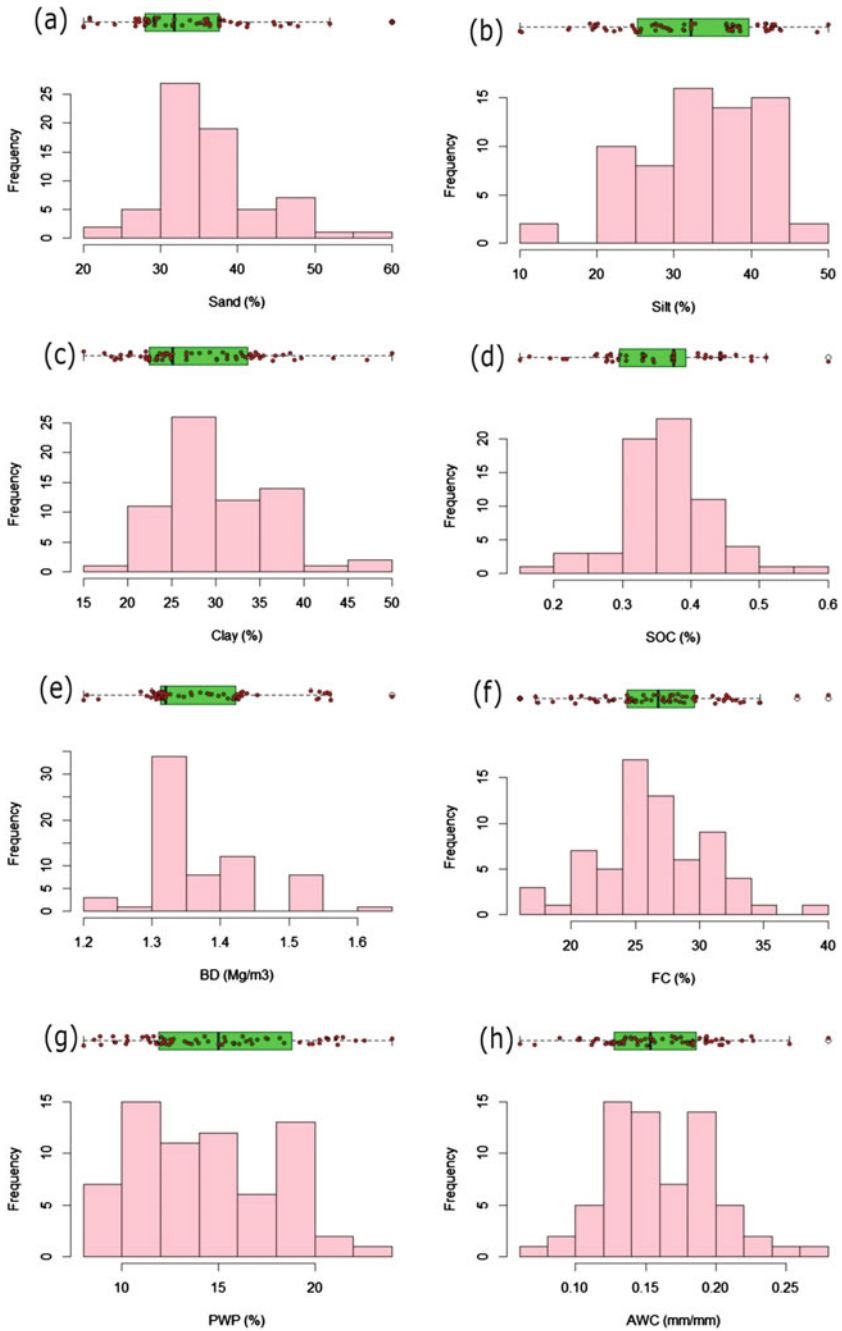 (a)
Frequency
0 5 10 15 20 25
20 30 40 50 60
Sand (%)
(b)
Frequency
0 5 10 15
10 20 30 40 50
Silt (%)
(c)
Frequency
0 5 10 15 20 25
15 20 25 30 35 40 45 50
Clay (%)
(d)
Frequency
0 5 10 15 20
0.2 0.3 0.4 0.5 0.6
SOC (%)
(e)
Frequency
0 5 10 20 30
1.2 1.3 1.4 1.5 1.6
BD (Mg/m3)
(f)
Frequency
0 5 10 15
20 25 30 35 40
FC (%)
(g)
Frequency
0 5 10 15
10 15 20
PWP (%)
(h)
Frequency
0 5 10 15
0.10 0.15 0.20 0.25
AWC (mm/mm)